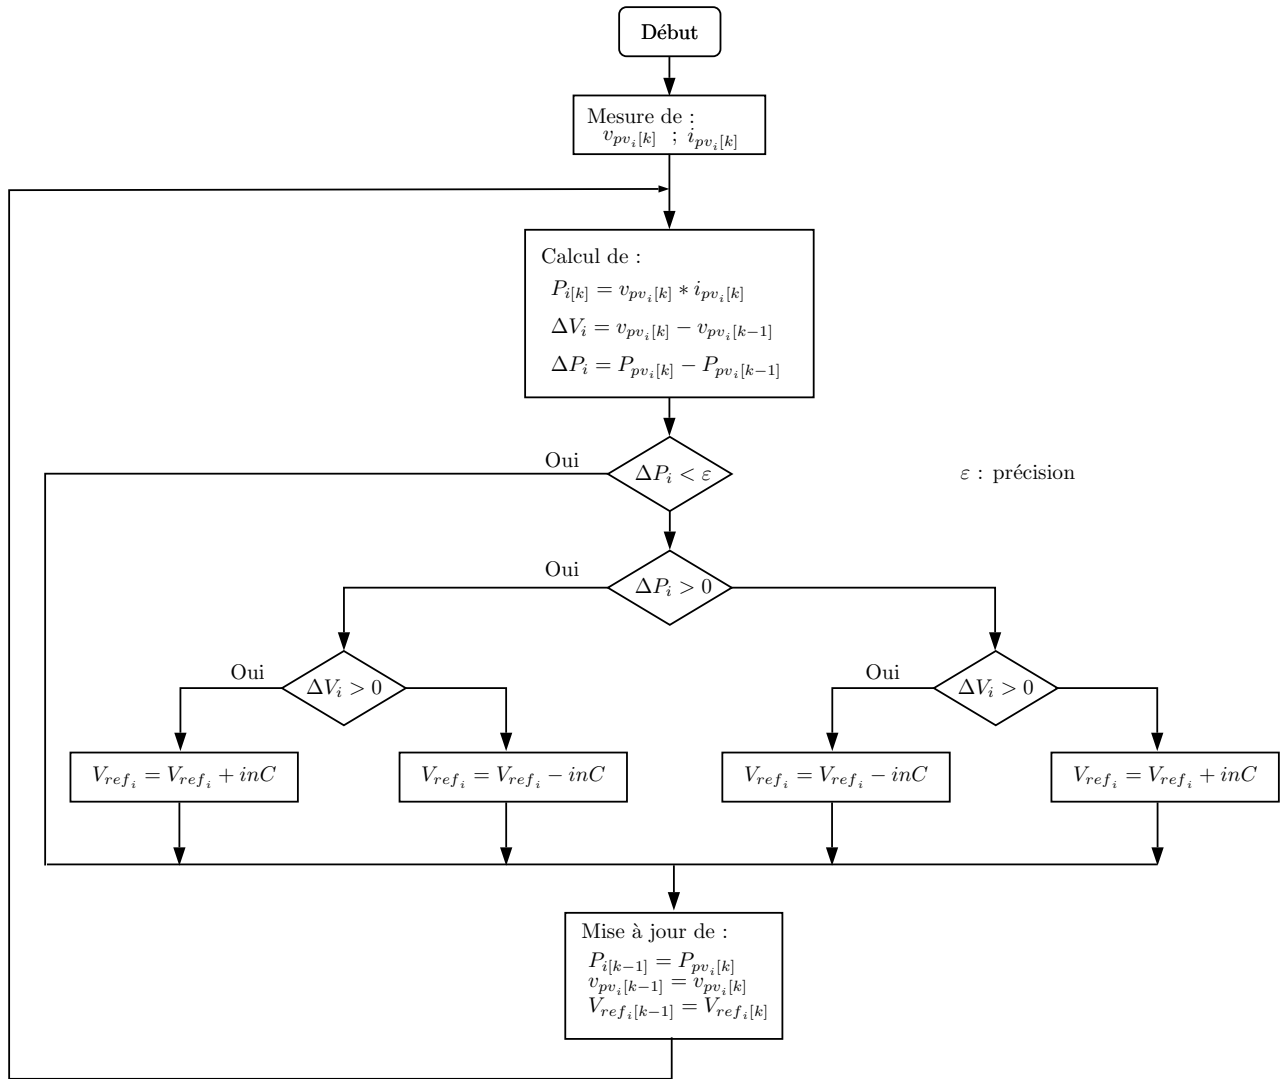 Début
Mesure de :
$v_{pv_i[k]}$ ; $i_{pv_i[k]}$
Calcul de :
$P_{i[k]} = v_{pv_i[k]} * i_{pv_i[k]}$
$\Delta V_i = v_{pv_i[k]} - v_{pv_i[k-1]}$
$\Delta P_i = P_{pv_i[k]} - P_{pv_i[k-1]}$
Oui
$\Delta P_i < \varepsilon$
$\varepsilon$ : précision
Oui
$\Delta P_i > 0$
Oui
$\Delta V_i > 0$
Oui
$\Delta V_i > 0$
$V_{ref_i} = V_{ref_i} + inC$
$V_{ref_i} = V_{ref_i} - inC$
$V_{ref_i} = V_{ref_i} - inC$
$V_{ref_i} = V_{ref_i} + inC$
Mise à jour de :
$P_{i[k-1]} = P_{pv_i[k]}$
$v_{pv_i[k-1]} = v_{pv_i[k]}$
$V_{ref_i[k-1]} = V_{ref_i[k]}$